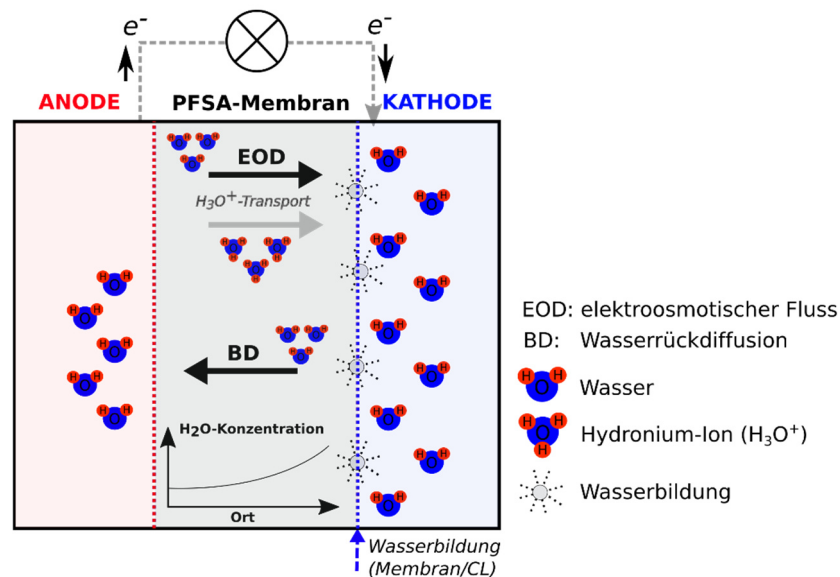 e⁻
e⁻
ANODE
PFSA-Membran
KATHODE
EOD
H₃O⁺-Transport
BD
H₂O-Konzentration
Ort
Wasserbildung
(Membran/CL)
EOD: elektroosmotischer Fluss
BD: Wasserrückdiffusion
H H
O
Wasser
H H
O
H
Hydronium-Ion (H₃O⁺)
Wasserbildung